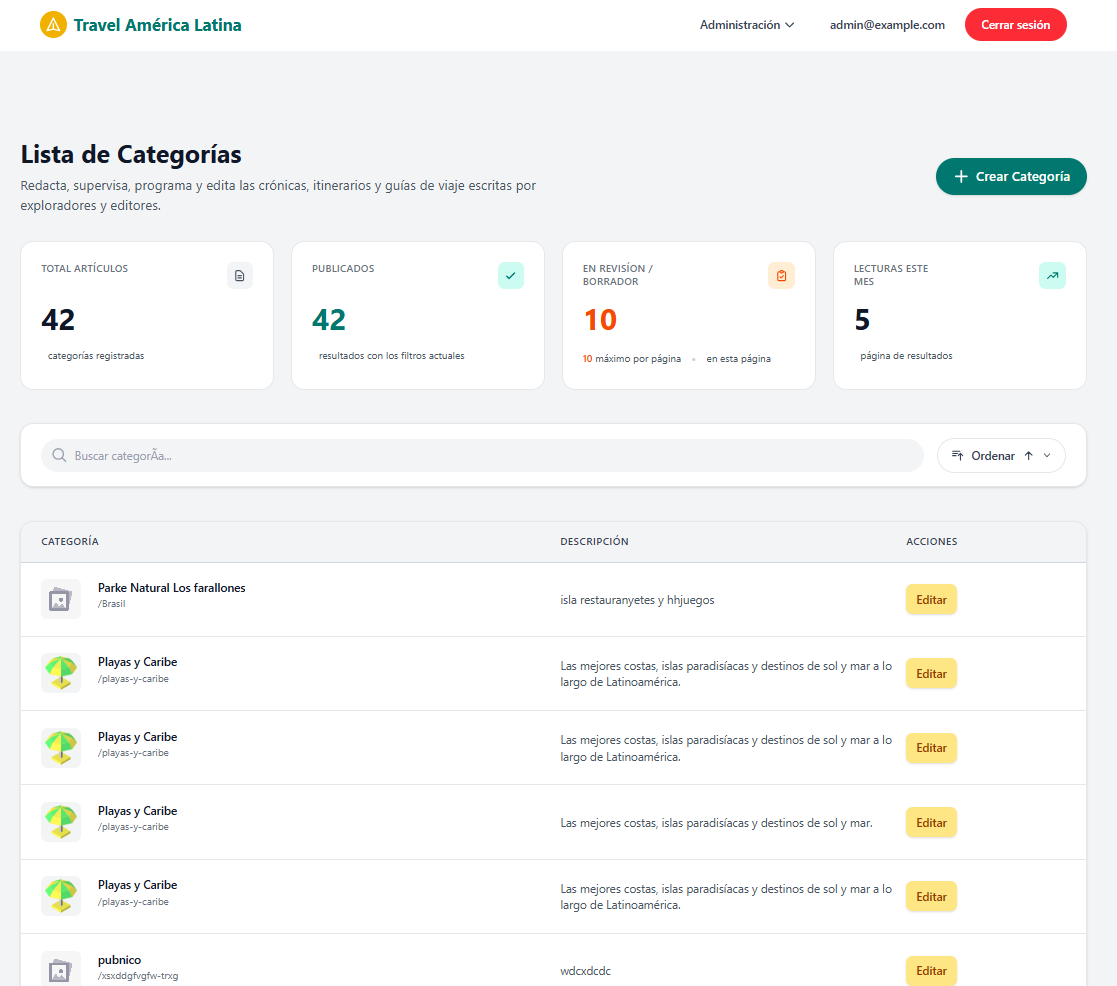 Travel América Latina
Administración
admin@example.com
Cerrar sesión
Lista de Categorías
Redacta, supervisa, programa y edita las crónicas, itinerarios y guías de viaje escritas por
exploradores y editores.
Crear Categoría
TOTAL ARTÍCULOS
42
categorías registradas
PUBLICADOS
42
resultados con los filtros actuales
EN REVISÍON /
BORRADOR
10
10 máximo por página • en esta página
LECTURAS ESTE
MES
5
página de resultados
Buscar categorÃa...
Ordenar
CATEGORÍA DESCRIPCIÓN ACCIONES
Parke Natural Los farallones
/Brasil
isla restauranyetes y hhjuegos
Editar
Playas y Caribe
/playas-y-caribe
Las mejores costas, islas paradisíacas y destinos de sol y mar a lo
largo de Latinoamérica.
Editar
Playas y Caribe
/playas-y-caribe
Las mejores costas, islas paradisíacas y destinos de sol y mar a lo
largo de Latinoamérica.
Editar
Playas y Caribe
/playas-y-caribe
Las mejores costas, islas paradisíacas y destinos de sol y mar.
Editar
Playas y Caribe
/playas-y-caribe
Las mejores costas, islas paradisíacas y destinos de sol y mar a lo
largo de Latinoamérica.
Editar
pubnico
/xsxddgfvgfw-trxg
wdcxdcdc
Editar